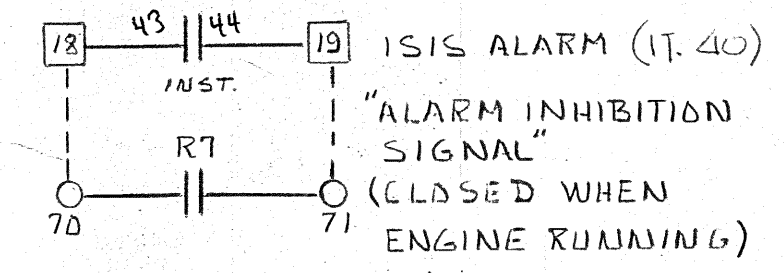 43 44
18 19 ISIS ALARM (IT. 40)
INST.
"ALARM INHIBITION
SIGNAL"
R7
(CLOSED WHEN
70 71
ENGINE RUNNING)